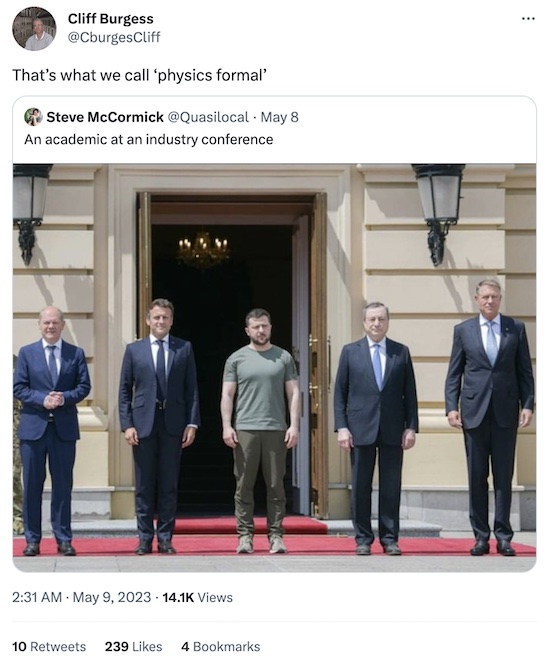 Cliff Burgess
@CburgesCliff
That’s what we call ‘physics formal’
Steve McCormick @Quasilocal · May 8
An academic at an industry conference
2:31 AM · May 9, 2023 · 14.1K Views
10 Retweets 239 Likes 4 Bookmarks